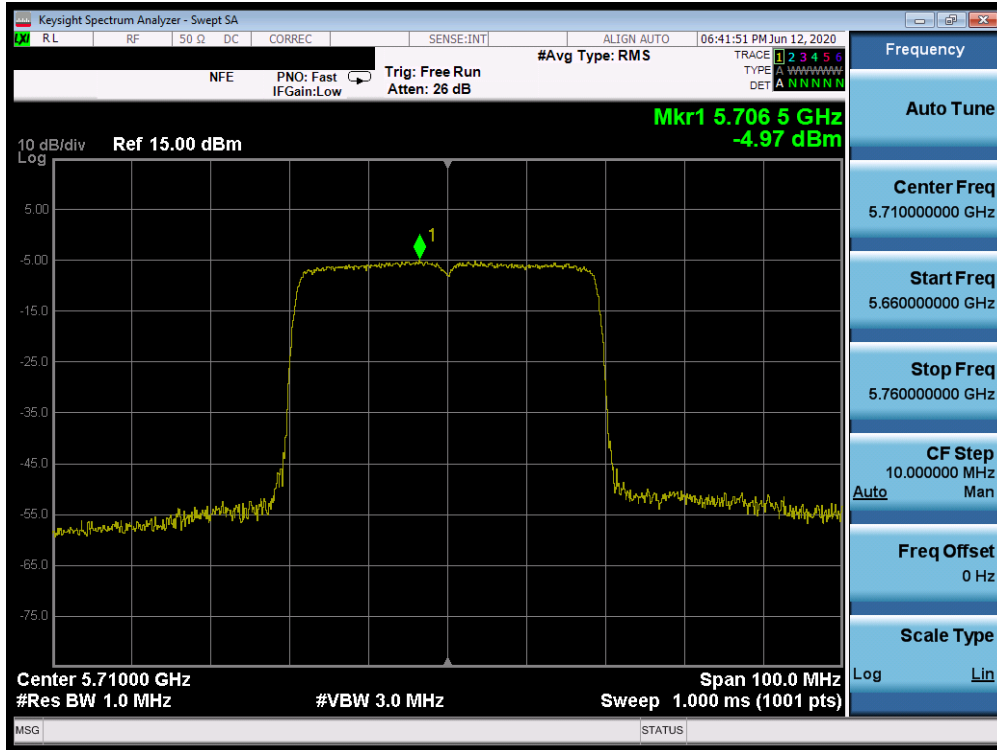 Keysight Spectrum Analyzer - Swept SA
LXI RL RF 50 Ω DC CORREC SENSE:INT ALIGN AUTO 06:41:51 PM Jun 12, 2020
NFE PNO: Fast Trig: Free Run #Avg Type: RMS TRACE 1 2 3 4 5 6
IFGain:Low Atten: 26 dB TYPE A WWWWW
DET A N N N N N
Mkr1 5.706 5 GHz
-4.97 dBm
10 dB/div Ref 15.00 dBm
Log
5.00
1
-5.00
-15.0
-25.0
-35.0
-45.0
-55.0
-65.0
-75.0
Center 5.71000 GHz Span 100.0 MHz
#Res BW 1.0 MHz #VBW 3.0 MHz Sweep 1.000 ms (1001 pts)
MSG STATUS
Frequency
Auto Tune
Center Freq
5.710000000 GHz
Start Freq
5.660000000 GHz
Stop Freq
5.760000000 GHz
CF Step
10.000000 MHz
Auto Man
Freq Offset
0 Hz
Scale Type
Log Lin